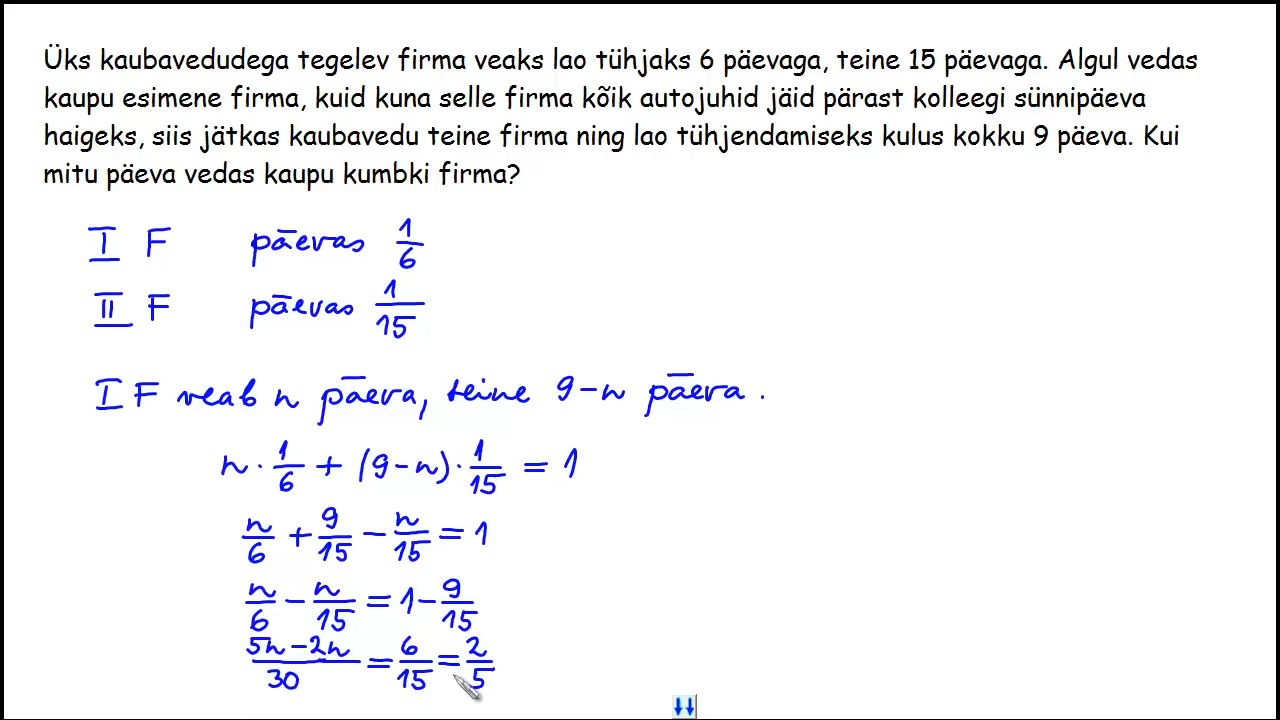 Üks kaubavedudega tegelev firma veaks lao tühjaks 6 päevaga, teine 15 päevaga. Algul vedas
kaupu esimene firma, kuid kuna selle firma kõik autojuhid jäid pärast kolleegi sünnipäeva
haigeks, siis jätkas kaubavedu teine firma ning lao tühjendamiseks kulus kokku 9 päeva. Kui
mitu päeva vedas kaupu kumbki firma?
I F päevas 1/6
II F päevas 1/15
I F veab n päeva, teine 9-n päeva.
n · 1/6 + (9-n) · 1/15 = 1
n/6 + 9/15 - n/15 = 1
n/6 - n/15 = 1 - 9/15
(5n-2n)/30 = 6/15 = 2/5